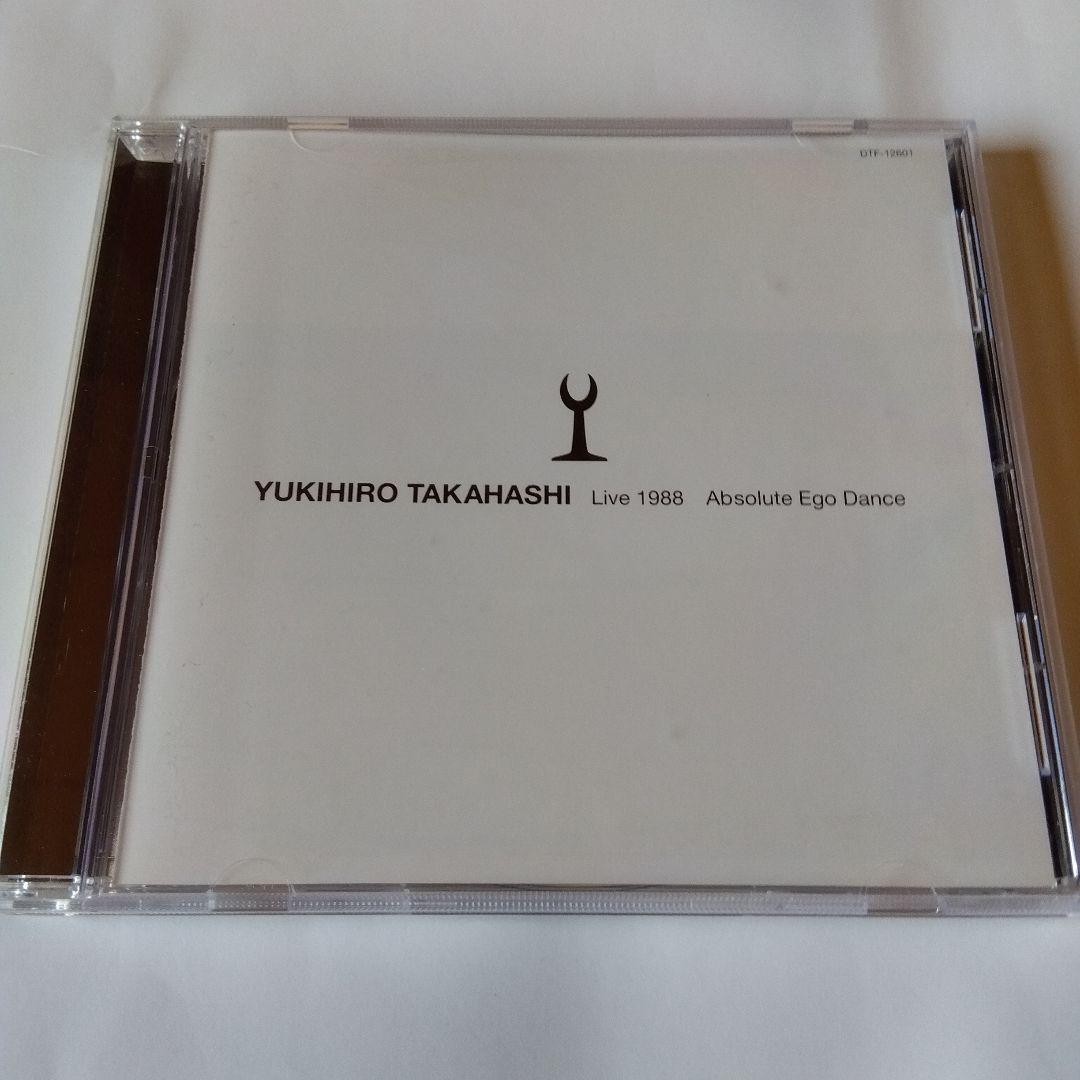 DTF-12601
YUKIHIRO TAKAHASHI Live 1988 Absolute Ego Dance